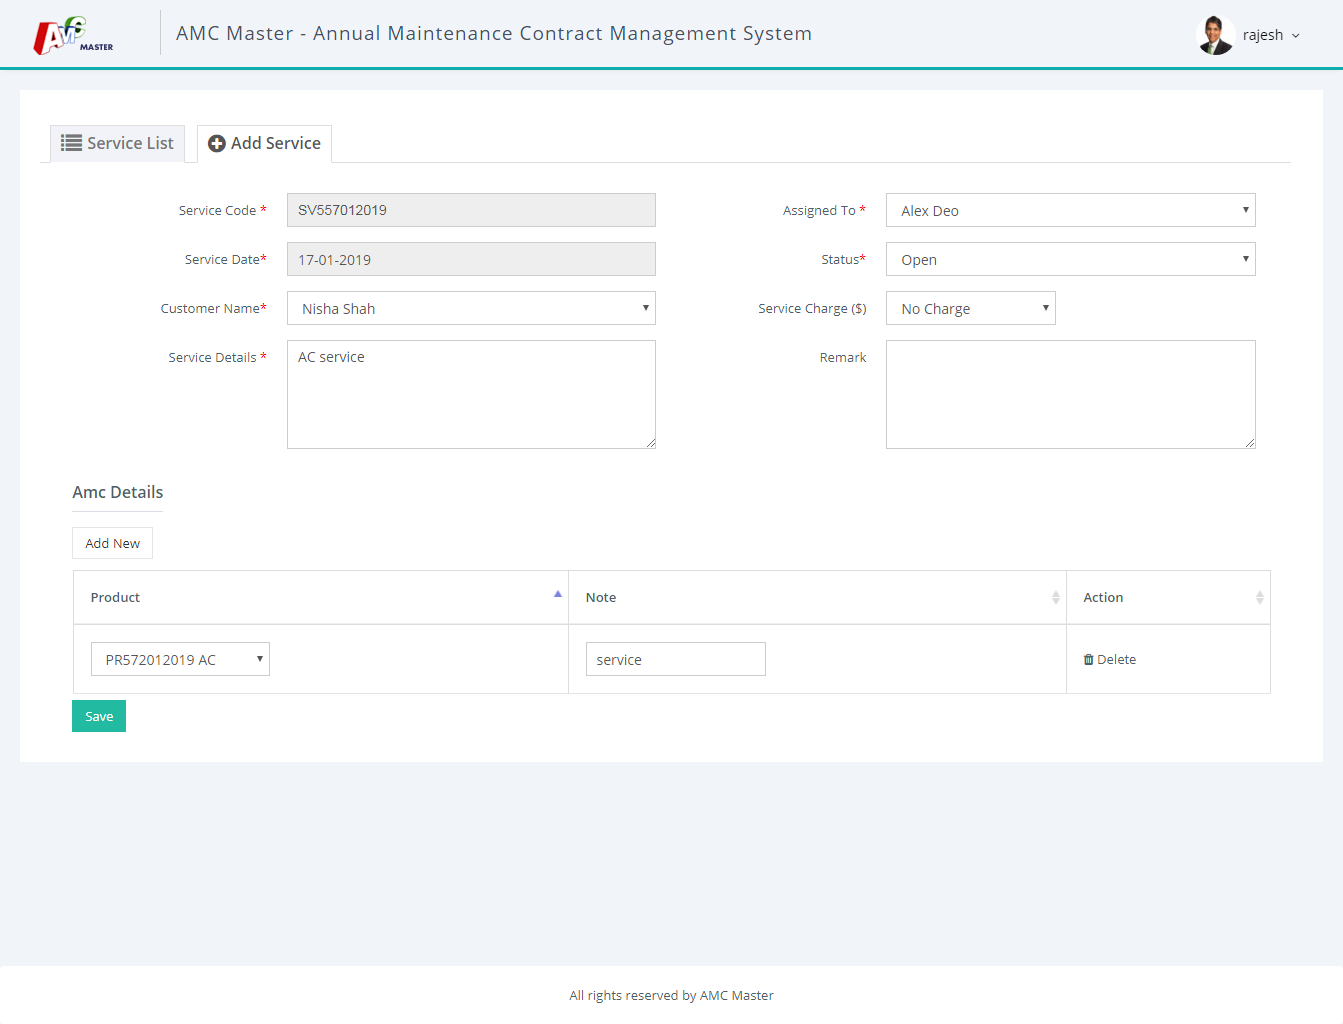 AMC MASTER
AMC Master - Annual Maintenance Contract Management System
rajesh
Service List
Add Service
Service Code * SV557012019
Assigned To * Alex Deo
Service Date* 17-01-2019
Status* Open
Customer Name* Nisha Shah
Service Charge ($) No Charge
Service Details * AC service
Remark
Amc Details
Add New
Product Note Action
PR572012019 AC service Delete
Save
All rights reserved by AMC Master